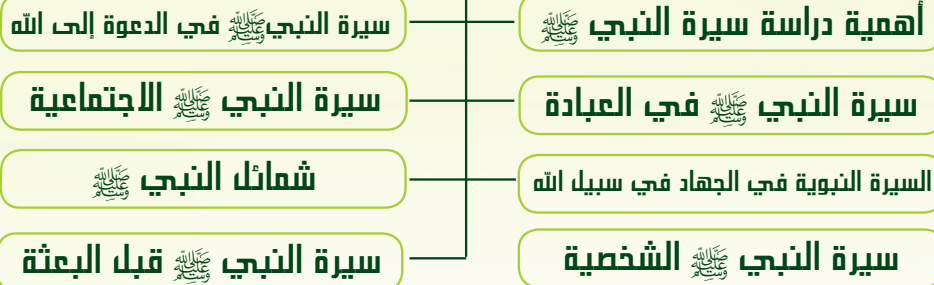 أهمية دراسة سيرة النبي ﷺ
سيرة النبي ﷺ في الدعوة إلى الله
سيرة النبي ﷺ في العبادة
سيرة النبي ﷺ الاجتماعية
السيرة النبوية في الجهاد في سبيل الله
شمائل النبي ﷺ
سيرة النبي ﷺ الشخصية
سيرة النبي ﷺ قبل البعثة